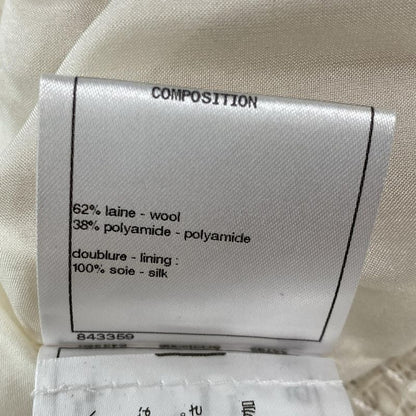 COMPOSITION
62% laine - wool
38% polyamide - polyamide
doublure - lining :
100% soie - silk
843359